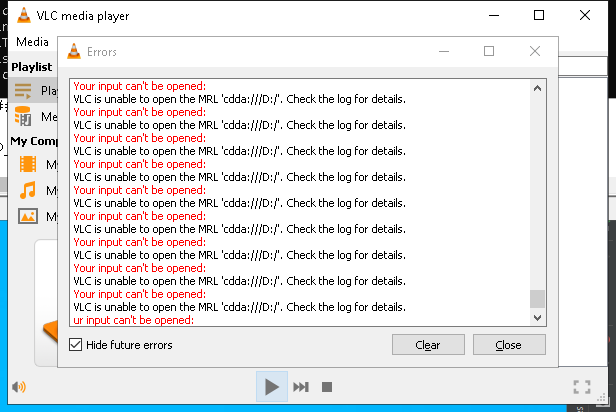 VLC media player
Media
Errors
Playlist
Play
Me
My Comp
My
My
My
Your input can't be opened:
VLC is unable to open the MRL 'cdda:///D:/'. Check the log for details.
Your input can't be opened:
VLC is unable to open the MRL 'cdda:///D:/'. Check the log for details.
Your input can't be opened:
VLC is unable to open the MRL 'cdda:///D:/'. Check the log for details.
Your input can't be opened:
VLC is unable to open the MRL 'cdda:///D:/'. Check the log for details.
Your input can't be opened:
VLC is unable to open the MRL 'cdda:///D:/'. Check the log for details.
Your input can't be opened:
VLC is unable to open the MRL 'cdda:///D:/'. Check the log for details.
Your input can't be opened:
VLC is unable to open the MRL 'cdda:///D:/'. Check the log for details.
Your input can't be opened:
VLC is unable to open the MRL 'cdda:///D:/'. Check the log for details.
Your input can't be opened:
VLC is unable to open the MRL 'cdda:///D:/'. Check the log for details.
ur input can't be opened:
Hide future errors
Clear
Close